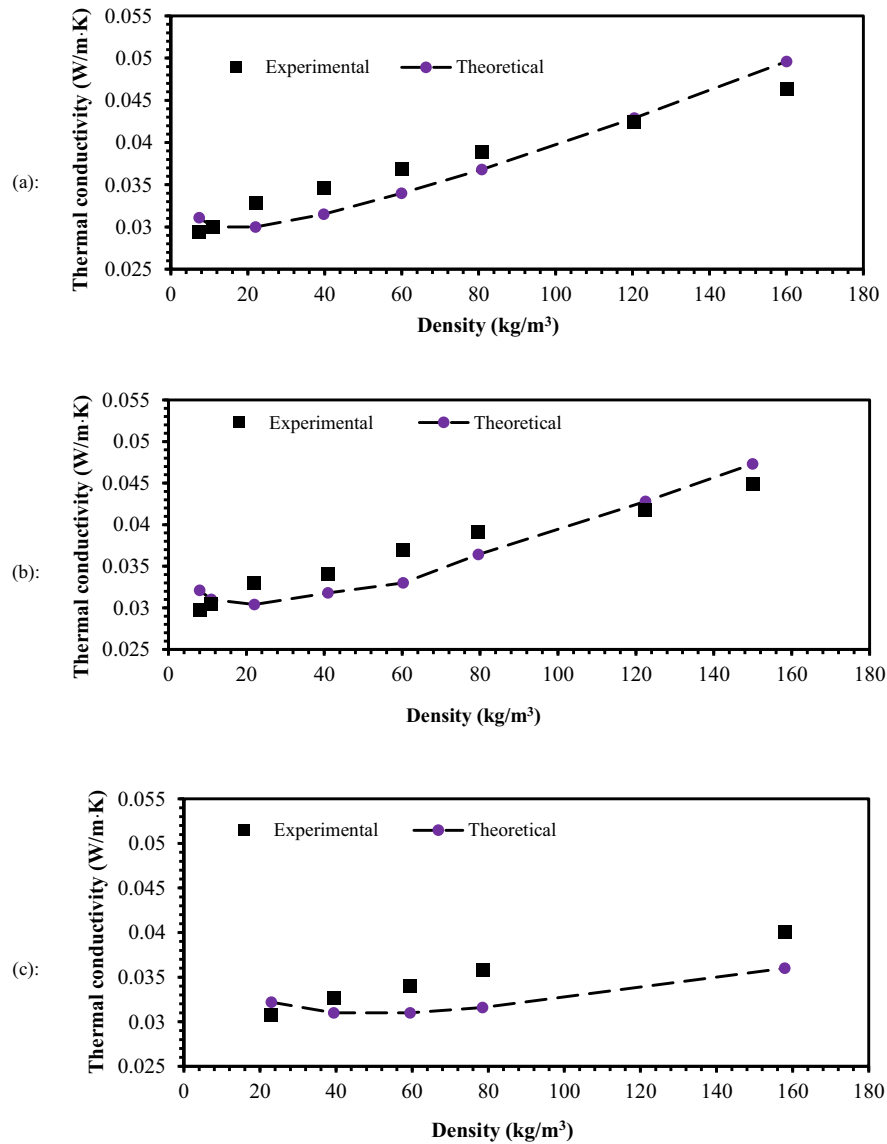 (a):
Thermal conductivity (W/m·K)
0.055
0.05
0.045
0.04
0.035
0.03
0.025
Experimental Theoretical
0 20 40 60 80 100 120 140 160 180
Density (kg/m³)
(b):
Thermal conductivity (W/m·K)
0.055
0.05
0.045
0.04
0.035
0.03
0.025
Experimental Theoretical
0 20 40 60 80 100 120 140 160 180
Density (kg/m³)
(c):
Thermal conductivity (W/m·K)
0.055
0.05
0.045
0.04
0.035
0.03
0.025
Experimental Theoretical
0 20 40 60 80 100 120 140 160 180
Density (kg/m³)